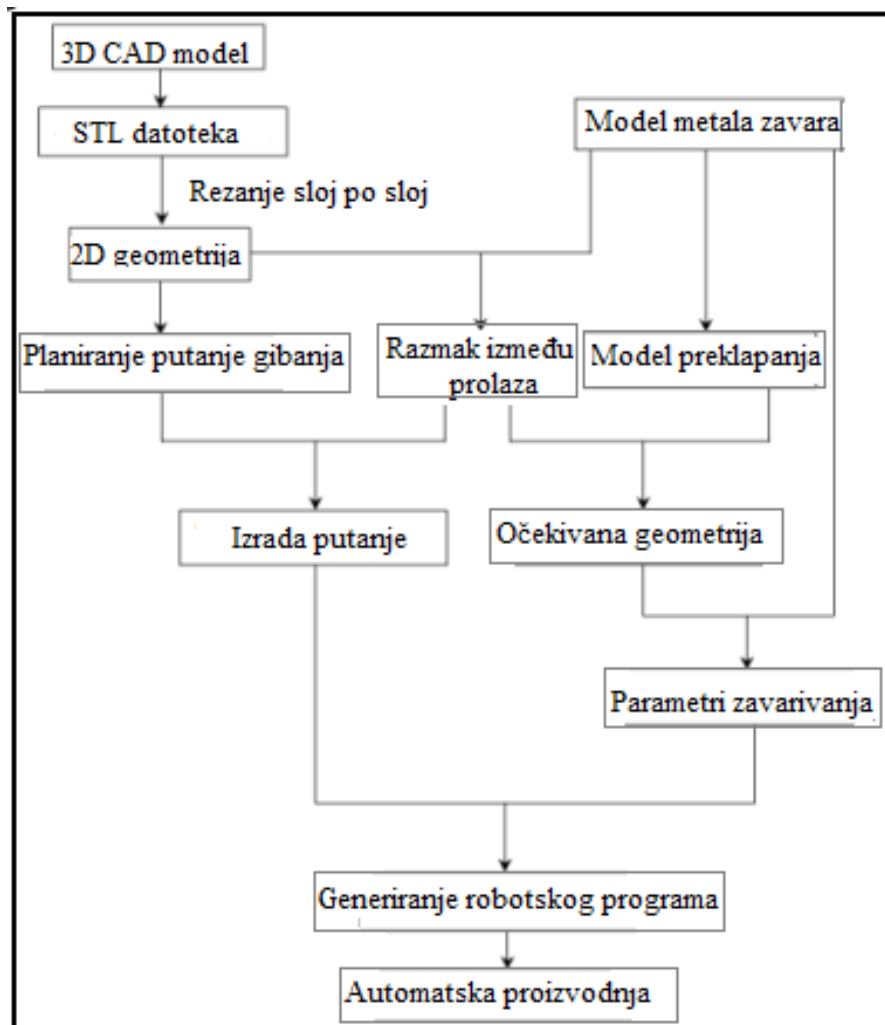 3D CAD model
STL datoteka
Model metala zavara
Rezanje sloj po sloj
2D geometrija
Planiranje putanje gibanja
Razmak između
prolaza
Model preklapanja
Izrada putanje
Očekivana geometrija
Parametri zavarivanja
Generiranje robotskog programa
Automatska proizvodnja